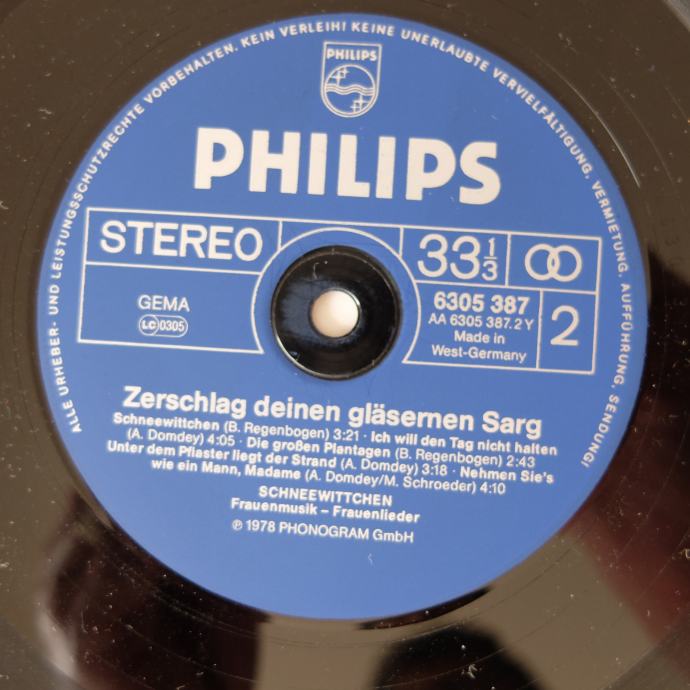 ALLE URHEBER- UND LEISTUNGSSCHUTZRECHTE VORBEHALTEN. KEIN VERLEIH! KEINE UNERLAUBTE VERVIELFÄLTIGUNG, VERMIETUNG, AUFFÜHRUNG, SENDUNG!
PHILIPS
PHILIPS
STEREO
33 1/3
GEMA
LC 0305
6305 387
AA 6305 387.2 Y
Made in
West-Germany
2
Zerschlag deinen gläsernen Sarg
Schneewittchen (B. Regenbogen) 3:21 · Ich will den Tag nicht halten
(A. Domdey) 4:05 · Die großen Plantagen (B. Regenbogen) 2:43
Unter dem Pflaster liegt der Strand (A. Domdey) 3:18 · Nehmen Sie's
wie ein Mann, Madame (A. Domdey/M. Schroeder) 4:10
SCHNEEWITTCHEN
Frauenmusik – Frauenlieder
℗ 1978 PHONOGRAM GmbH